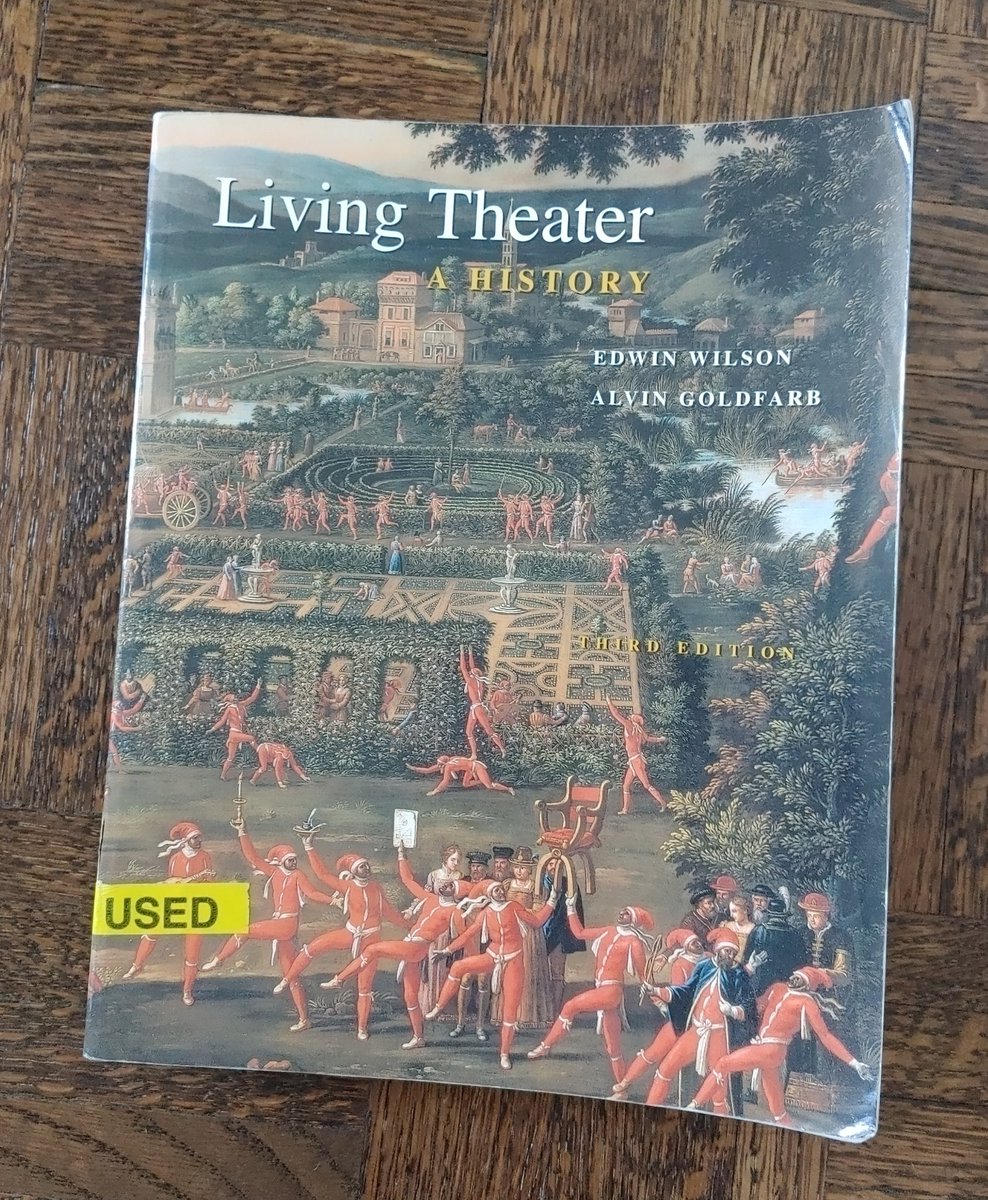 Living Theater
A HISTORY
EDWIN WILSON
ALVIN GOLDFARB
THIRD EDITION
USED